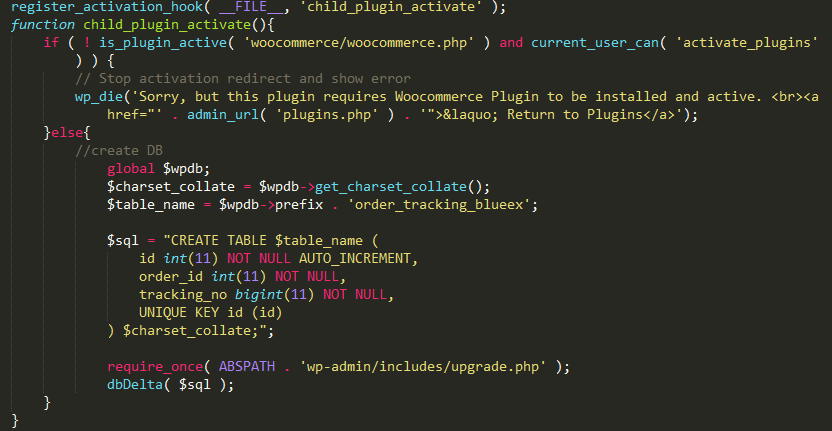 register_activation_hook( __FILE__, 'child_plugin_activate' );
function child_plugin_activate(){
if ( ! is_plugin_active( 'woocommerce/woocommerce.php' ) and current_user_can( 'activate_plugins'
) ) {
// Stop activation redirect and show error
wp_die('Sorry, but this plugin requires Woocommerce Plugin to be installed and active. <br><a
href="' . admin_url( 'plugins.php' ) . '">&laquo; Return to Plugins</a>');
}else{
//create DB
global $wpdb;
$charset_collate = $wpdb->get_charset_collate();
$table_name = $wpdb->prefix . 'order_tracking_blueex';
$sql = "CREATE TABLE $table_name (
id int(11) NOT NULL AUTO_INCREMENT,
order_id int(11) NOT NULL,
tracking_no bigint(11) NOT NULL,
UNIQUE KEY id (id)
) $charset_collate;";
require_once( ABSPATH . 'wp-admin/includes/upgrade.php' );
dbDelta( $sql );
}
}